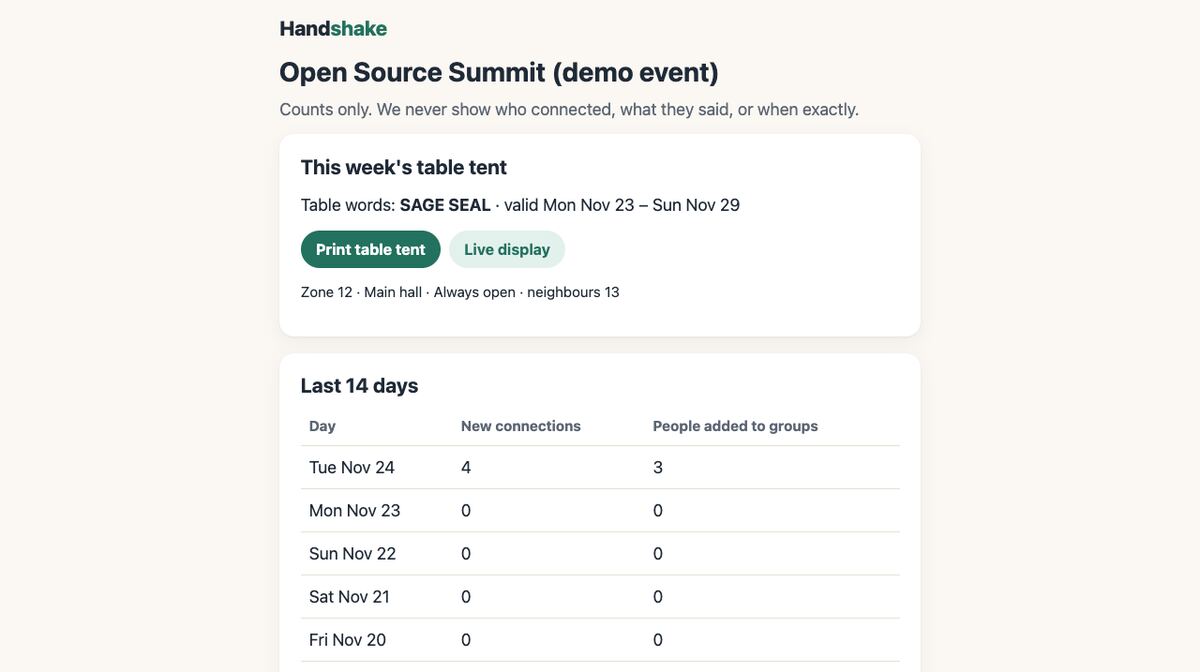 Handshake
Open Source Summit (demo event)
Counts only. We never show who connected, what they said, or when exactly.
This week's table tent
Table words: SAGE SEAL · valid Mon Nov 23 – Sun Nov 29
Print table tent Live display
Zone 12 · Main hall · Always open · neighbours 13
Last 14 days
Day New connections People added to groups
Tue Nov 24 4 3
Mon Nov 23 0 0
Sun Nov 22 0 0
Sat Nov 21 0 0
Fri Nov 20 0 0